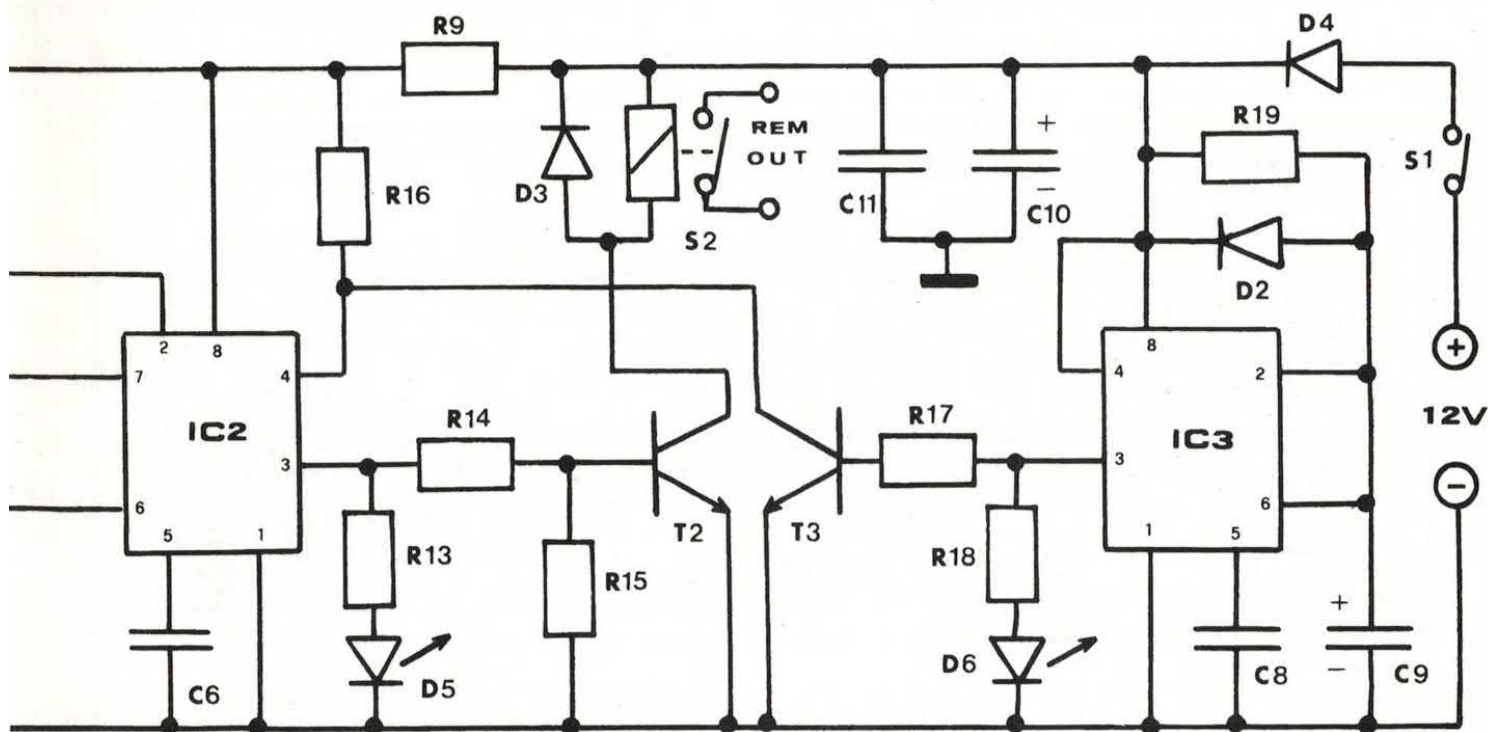 R9
D4
REM
OUT
R19
S1
R16
D3
S2
C11
+
−
C10
D2
2
8
7
4
IC2
3
6
5
1
R14
R13
R15
D5
C6
T2
T3
R17
R18
D6
8
4
2
IC3
3
6
1
5
C8
+
−
C9
+
12V
−